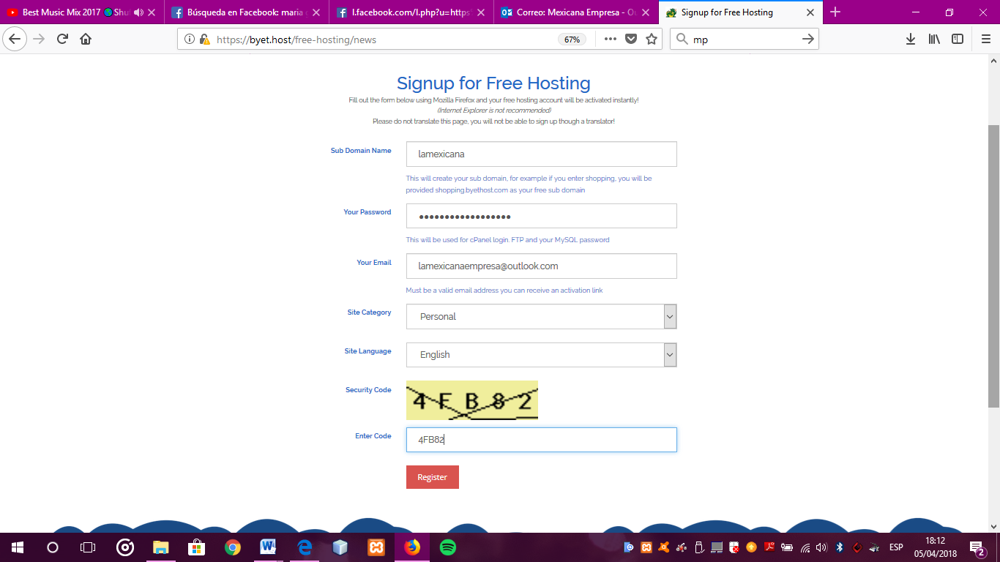 Best Music Mix 2017 🌎 Shu
Búsqueda en Facebook: maria
l.facebook.com/l.php?u=https
Correo: Mexicana Empresa - Ou
Signup for Free Hosting
https://byet.host/free-hosting/news
67%
mp
Signup for Free Hosting
Fill out the form below using Mozilla Firefox and your free hosting account will be activated instantly!
(Internet Explorer is not recommended)
Please do not translate this page, you will not be able to sign up though a translator!
Sub Domain Name
lamexicana
This will create your sub domain, for example if you enter shopping, you will be
provided shopping.byethost.com as your free sub domain
Your Password
••••••••••••••••••
This will be used for cPanel login. FTP and your MySQL password
Your Email
lamexicanaempresa@outlook.com
Must be a valid email address you can receive an activation link
Site Category
Personal
Site Language
English
Security Code
4FB82
Enter Code
4FB82
Register
ESP
18:12
05/04/2018
2